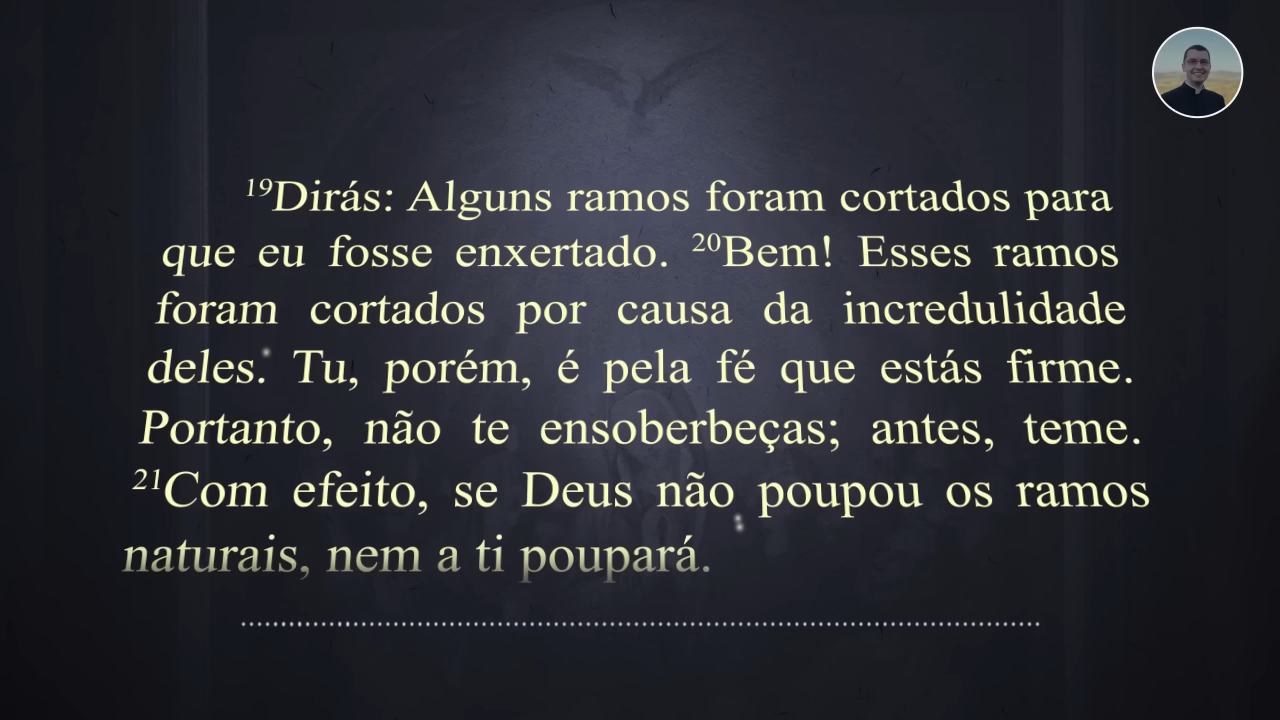 ¹⁹Dirás: Alguns ramos foram cortados para
que eu fosse enxertado. ²⁰Bem! Esses ramos
foram cortados por causa da incredulidade
deles. Tu, porém, é pela fé que estás firme.
Portanto, não te ensoberbeças; antes, teme.
²¹Com efeito, se Deus não poupou os ramos
naturais, nem a ti poupará.